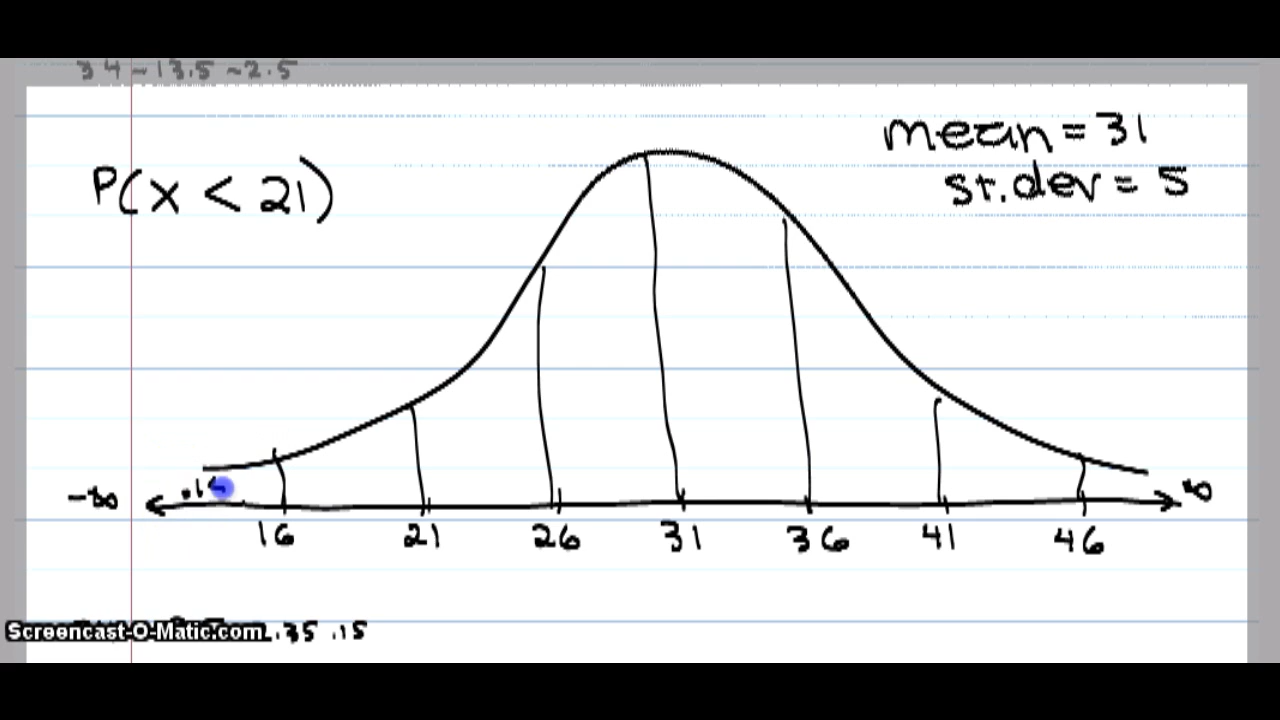 34 - 13.5 - 2.5
mean = 31
st. dev = 5
P(x < 21)
-∞ .15 ∞
16 21 26 31 36 41 46
Screencast-O-Matic.com .35 .15